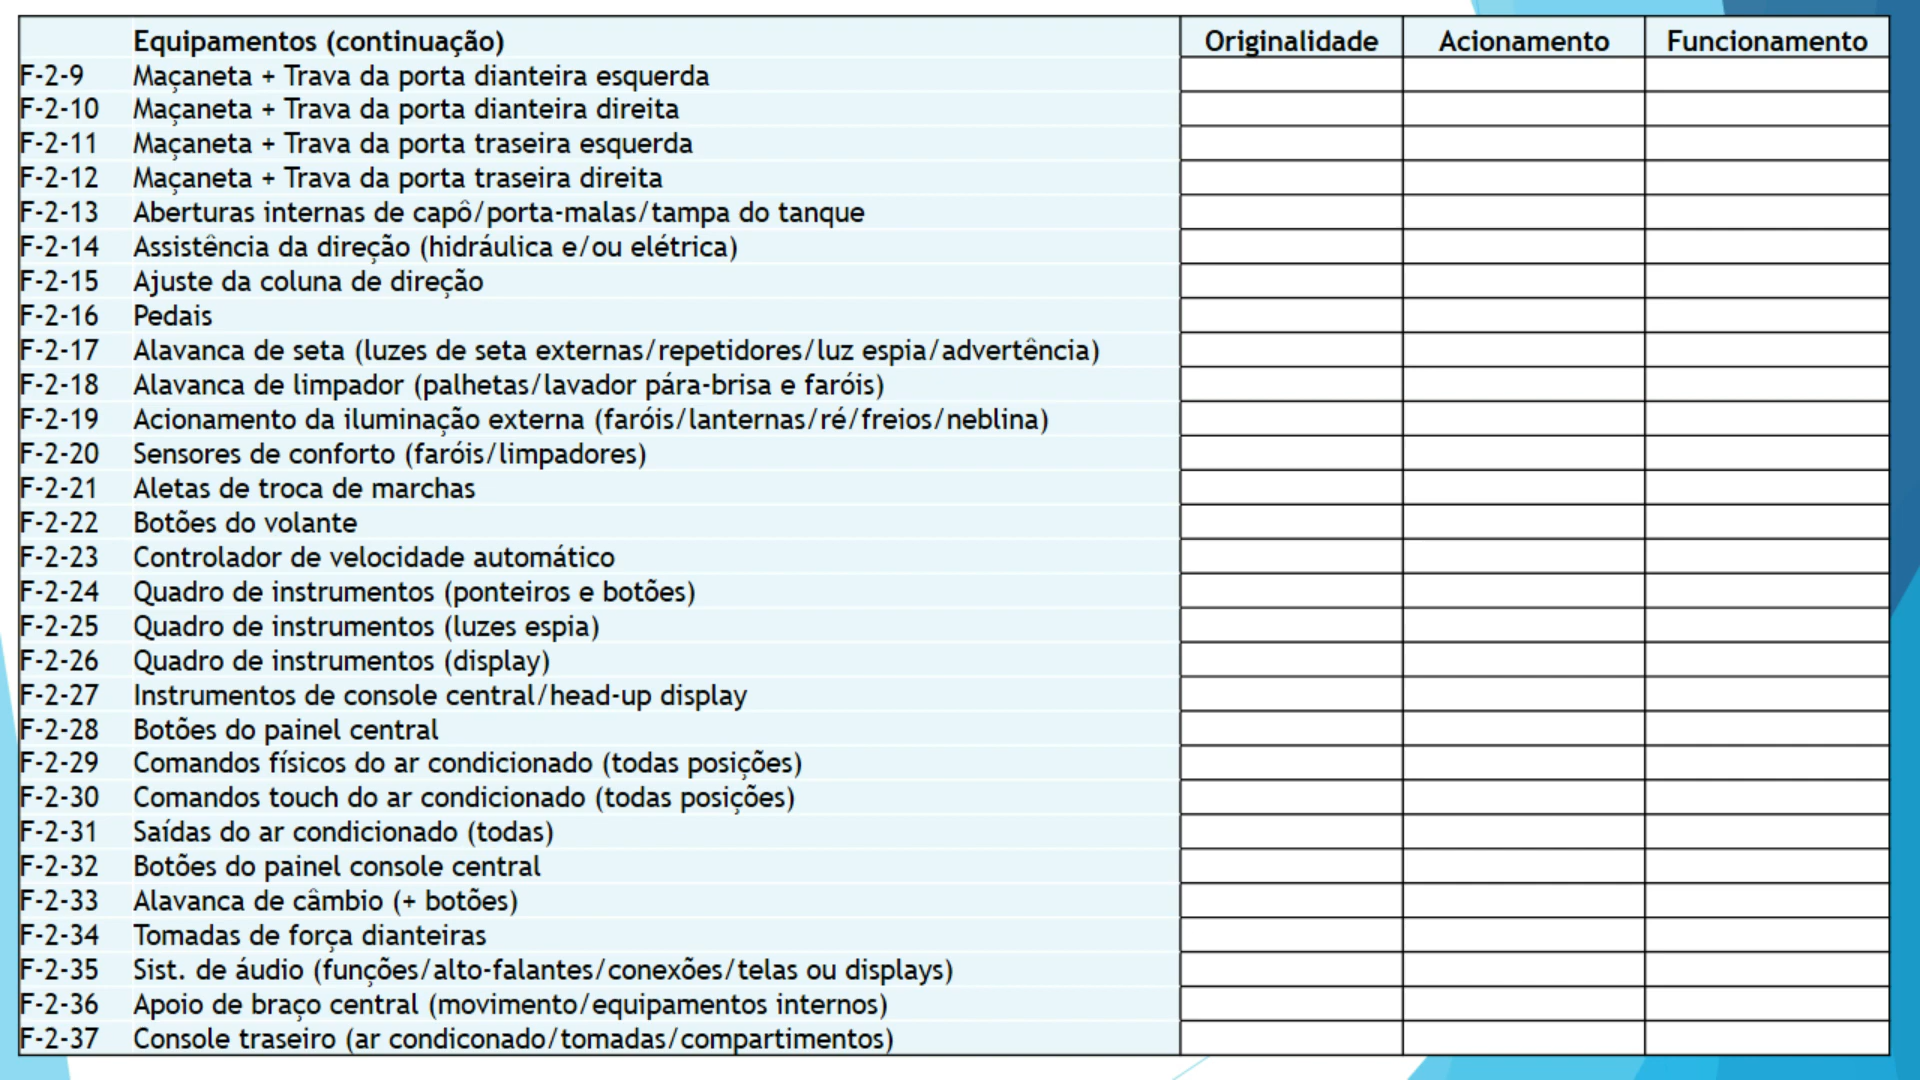 Equipamentos (continuação) Originalidade Acionamento Funcionamento
F-2-9 Maçaneta + Trava da porta dianteira esquerda
F-2-10 Maçaneta + Trava da porta dianteira direita
F-2-11 Maçaneta + Trava da porta traseira esquerda
F-2-12 Maçaneta + Trava da porta traseira direita
F-2-13 Aberturas internas de capô/porta-malas/tampa do tanque
F-2-14 Assistência da direção (hidráulica e/ou elétrica)
F-2-15 Ajuste da coluna de direção
F-2-16 Pedais
F-2-17 Alavanca de seta (luzes de seta externas/repetidores/luz espia/advertência)
F-2-18 Alavanca de limpador (palhetas/lavador pára-brisa e faróis)
F-2-19 Acionamento da iluminação externa (faróis/lanternas/ré/freios/neblina)
F-2-20 Sensores de conforto (faróis/limpadores)
F-2-21 Aletas de troca de marchas
F-2-22 Botões do volante
F-2-23 Controlador de velocidade automático
F-2-24 Quadro de instrumentos (ponteiros e botões)
F-2-25 Quadro de instrumentos (luzes espia)
F-2-26 Quadro de instrumentos (display)
F-2-27 Instrumentos de console central/head-up display
F-2-28 Botões do painel central
F-2-29 Comandos físicos do ar condicionado (todas posições)
F-2-30 Comandos touch do ar condicionado (todas posições)
F-2-31 Saídas do ar condicionado (todas)
F-2-32 Botões do painel console central
F-2-33 Alavanca de câmbio (+ botões)
F-2-34 Tomadas de força dianteiras
F-2-35 Sist. de áudio (funções/alto-falantes/conexões/telas ou displays)
F-2-36 Apoio de braço central (movimento/equipamentos internos)
F-2-37 Console traseiro (ar condiconado/tomadas/compartimentos)